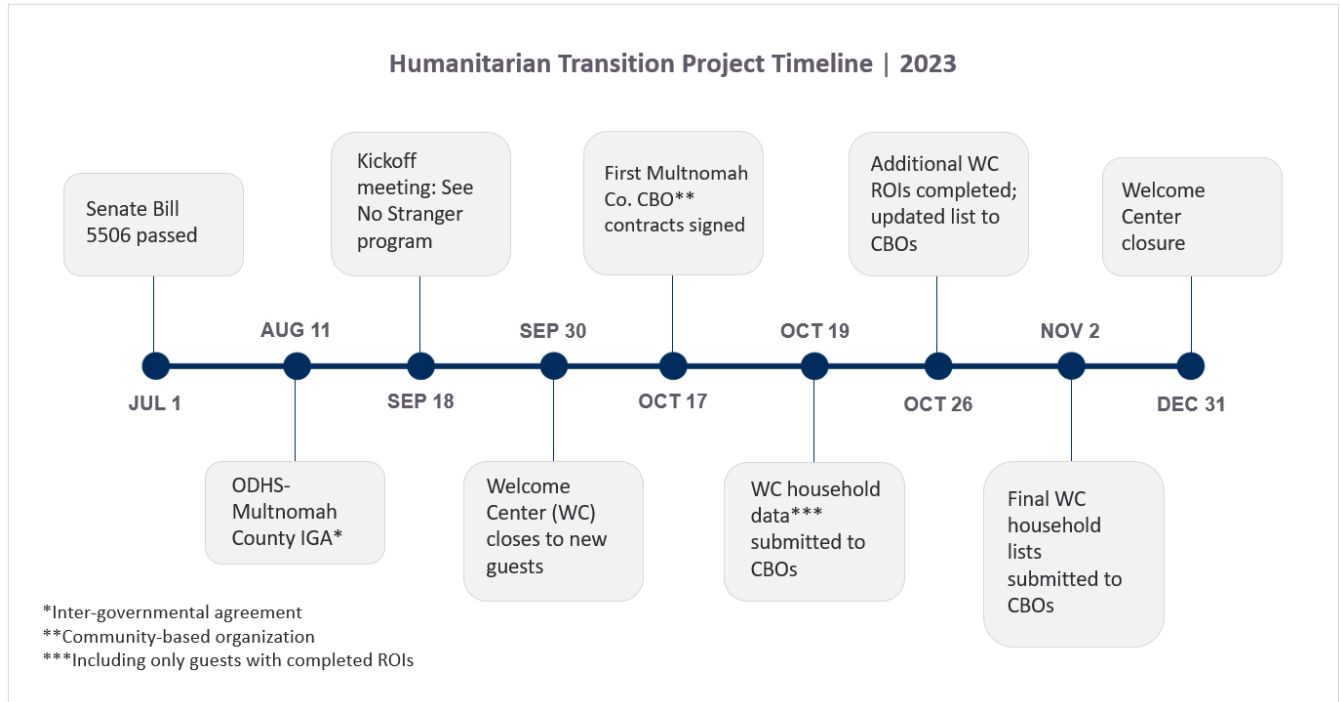 Humanitarian Transition Project Timeline | 2023
Senate Bill
5506 passed
Kickoff
meeting: See
No Stranger
program
First Multnomah
Co. CBO**
contracts signed
Additional WC
ROIs completed;
updated list to
CBOs
Welcome
Center
closure
AUG 11
SEP 30
OCT 19
NOV 2
JUL 1
SEP 18
OCT 17
OCT 26
DEC 31
ODHS-
Multnomah
County IGA*
Welcome
Center (WC)
closes to new
guests
WC household
data***
submitted to
CBOs
Final WC
household
lists
submitted to
CBOs
*Inter-governmental agreement
**Community-based organization
***Including only guests with completed ROIs